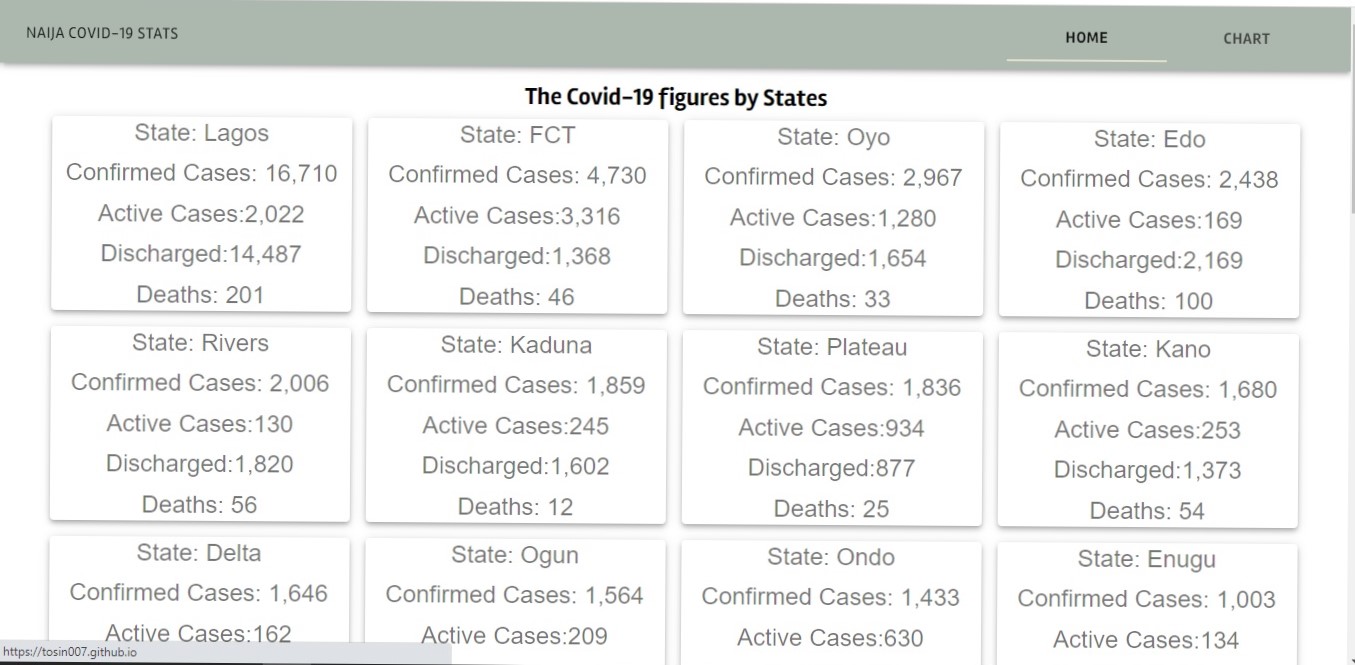 NAIJA COVID-19 STATS
HOME
CHART
The Covid-19 figures by States
State: Lagos
Confirmed Cases: 16,710
Active Cases:2,022
Discharged:14,487
Deaths: 201
State: FCT
Confirmed Cases: 4,730
Active Cases:3,316
Discharged:1,368
Deaths: 46
State: Oyo
Confirmed Cases: 2,967
Active Cases:1,280
Discharged:1,654
Deaths: 33
State: Edo
Confirmed Cases: 2,438
Active Cases:169
Discharged:2,169
Deaths: 100
State: Rivers
Confirmed Cases: 2,006
Active Cases:130
Discharged:1,820
Deaths: 56
State: Kaduna
Confirmed Cases: 1,859
Active Cases:245
Discharged:1,602
Deaths: 12
State: Plateau
Confirmed Cases: 1,836
Active Cases:934
Discharged:877
Deaths: 25
State: Kano
Confirmed Cases: 1,680
Active Cases:253
Discharged:1,373
Deaths: 54
State: Delta
Confirmed Cases: 1,646
Active Cases:162
State: Ogun
Confirmed Cases: 1,564
Active Cases:209
State: Ondo
Confirmed Cases: 1,433
Active Cases:630
State: Enugu
Confirmed Cases: 1,003
Active Cases:134
https://tosin007.github.io